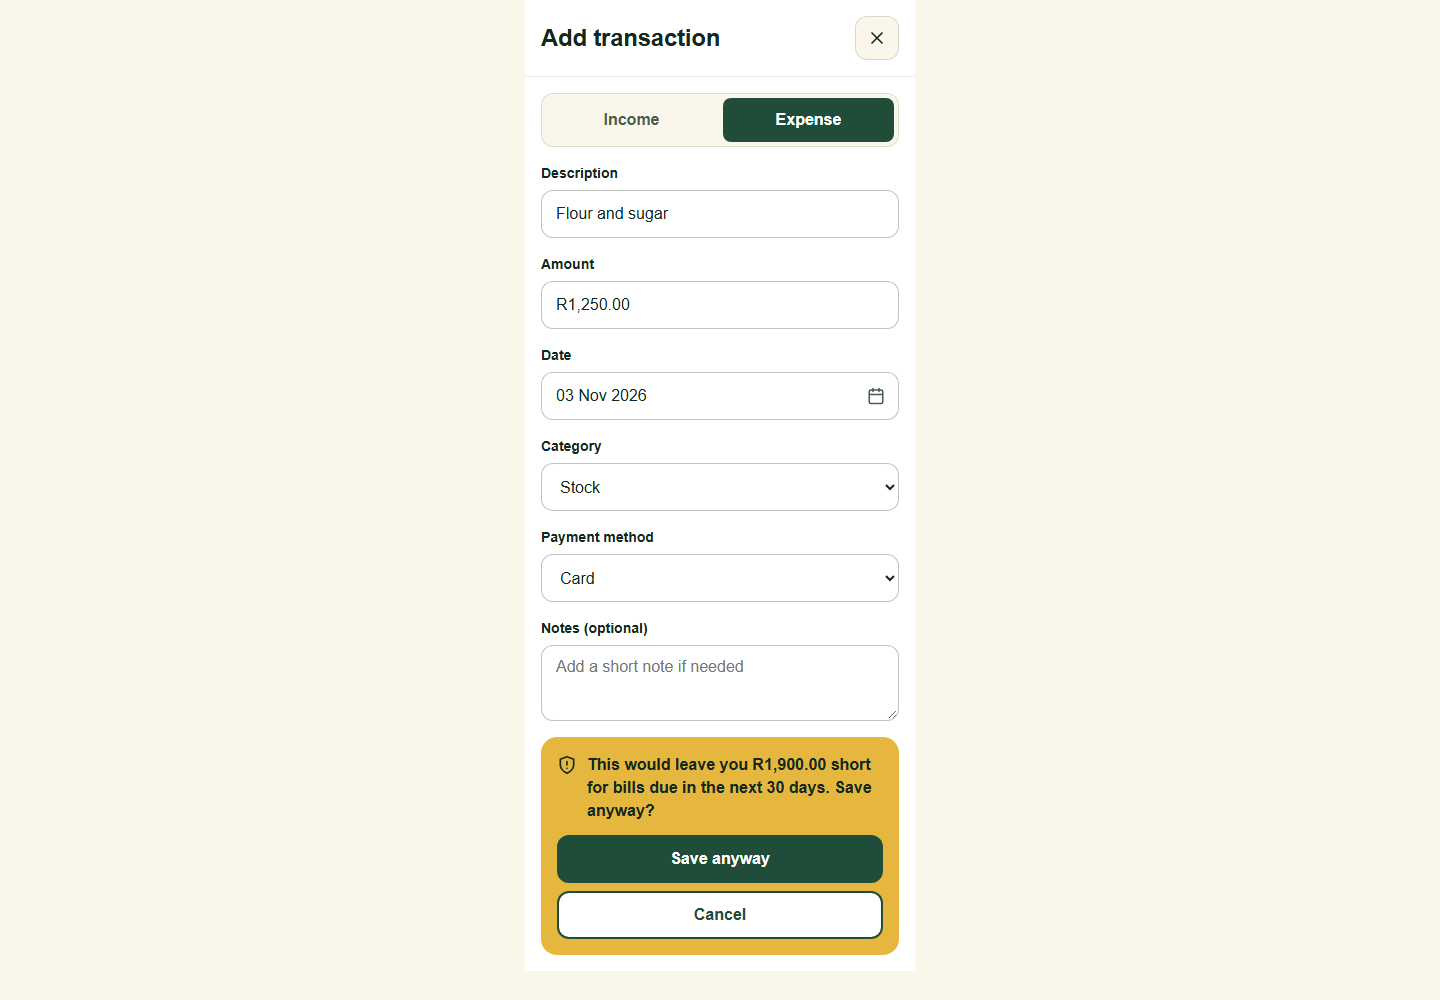 Add transaction
Income
Expense
Description
Flour and sugar
Amount
R1,250.00
Date
03 Nov 2026
Category
Stock
Payment method
Card
Notes (optional)
Add a short note if needed
This would leave you R1,900.00 short
for bills due in the next 30 days. Save
anyway?
Save anyway
Cancel